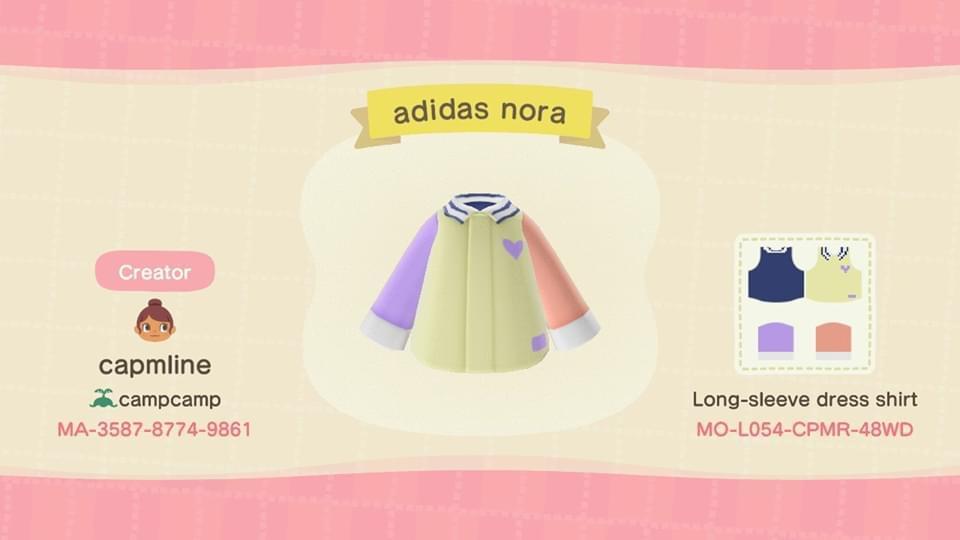 adidas nora
Creator
capmline
campcamp
MA-3587-8774-9861
Long-sleeve dress shirt
MO-L054-CPMR-48WD